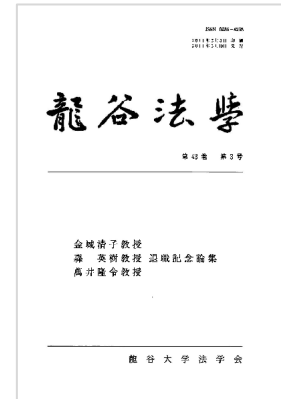 龍谷法學
第43巻 第3号
金城清子教授
森 英樹教授 退職記念論集
萬井隆令教授
龍谷大学法学会